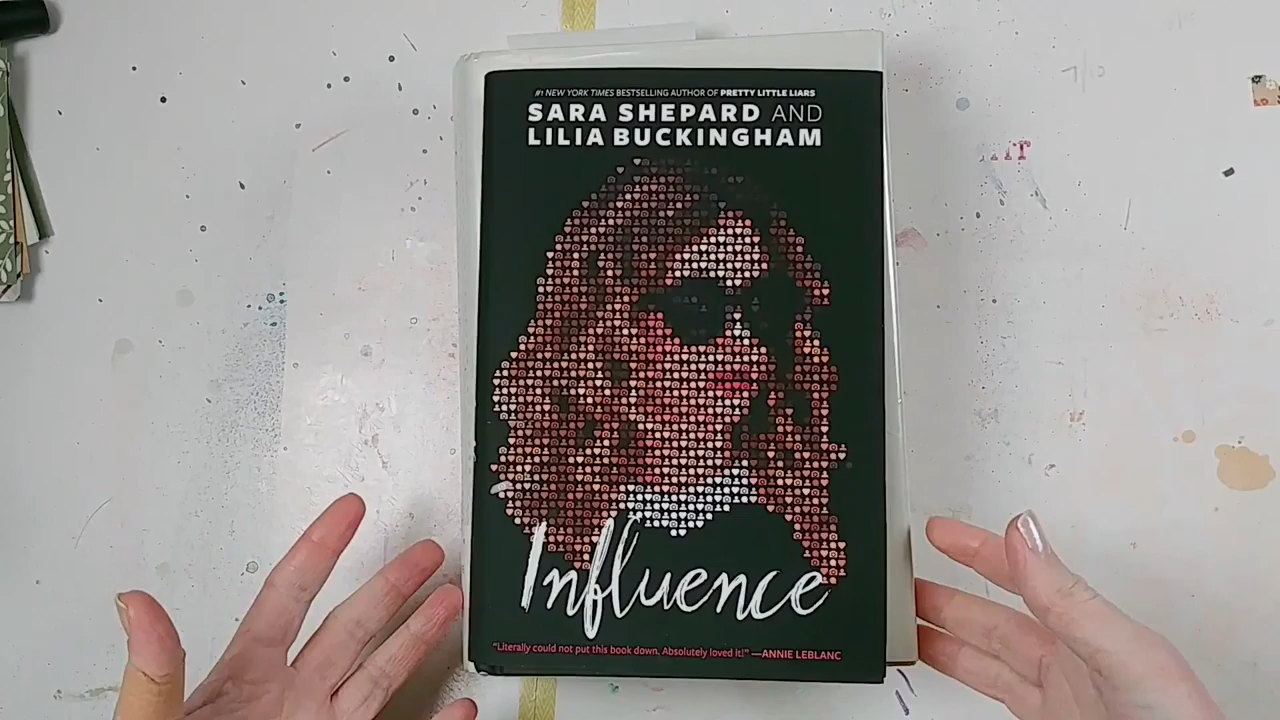 #1 NEW YORK TIMES BESTSELLING AUTHOR OF PRETTY LITTLE LIARS
SARA SHEPARD AND
LILIA BUCKINGHAM
Influence
"Literally could not put this book down. Absolutely loved it!" —ANNIE LEBLANC